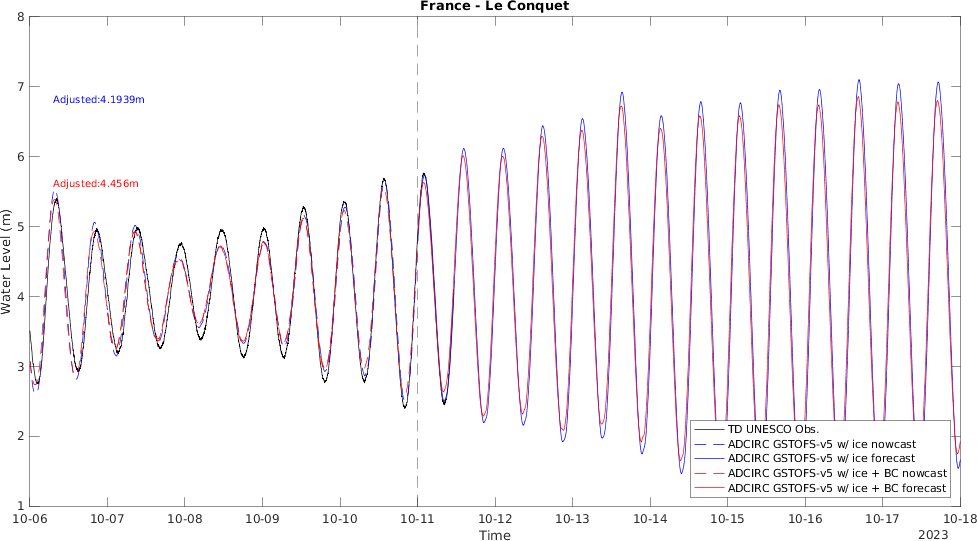 France - Le Conquet
8
7
6
5
4
3
2
1
Water Level (m)
Adjusted:4.1939m
Adjusted:4.456m
TD UNESCO Obs.
ADCIRC GSTOFS-v5 w/ ice nowcast
ADCIRC GSTOFS-v5 w/ ice forecast
ADCIRC GSTOFS-v5 w/ ice + BC nowcast
ADCIRC GSTOFS-v5 w/ ice + BC forecast
10-06 10-07 10-08 10-09 10-10 10-11 10-12 10-13 10-14 10-15 10-16 10-17 10-18
Time
2023